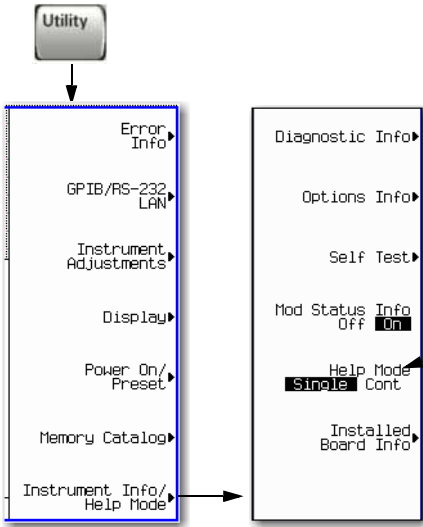 Utility
Error
Info
GPIB/RS-232
LAN
Instrument
Adjustments
Display
Power On/
Preset
Memory Catalog
Instrument Info/
Help Mode
Diagnostic Info
Options Info
Self Test
Mod Status Info
Off On
Help Mode
Single Cont
Installed
Board Info